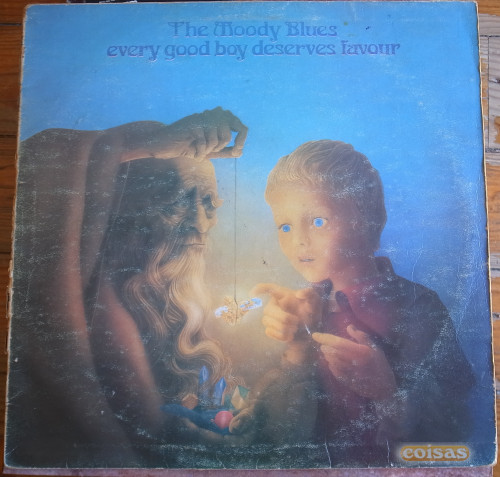 The Moody Blues
every good boy deserves favour
coisas